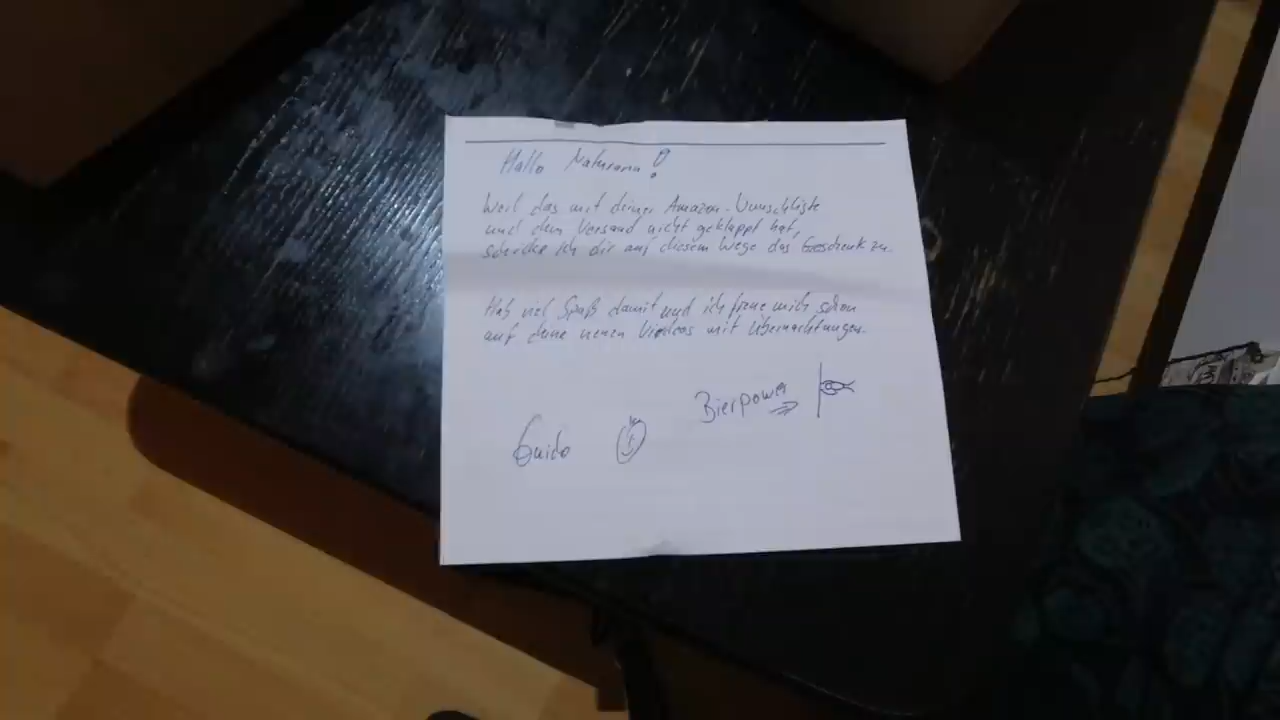 Hallo Naturama!
Weil das mit deiner Amazon-Wunschliste
und dem Versand nicht geklappt hat,
schicke ich dir auf diesem Wege das Geschenk zu.
Hab viel Spaß damit und ich freue mich schon
auf deine neuen Videos mit Übernachtungen.
Bierpower
Guido